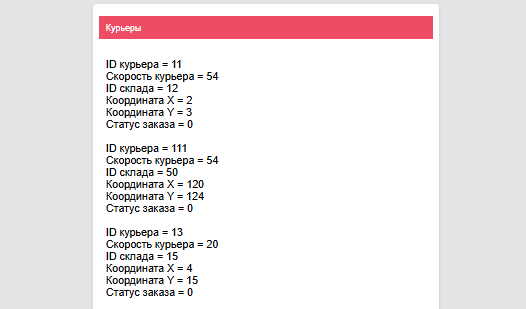 Курьеры
ID курьера = 11
Скорость курьера = 54
ID склада = 12
Координата X = 2
Координата Y = 3
Статус заказа = 0
ID курьера = 111
Скорость курьера = 54
ID склада = 50
Координата X = 120
Координата Y = 124
Статус заказа = 0
ID курьера = 13
Скорость курьера = 20
ID склада = 15
Координата X = 4
Координата Y = 15
Статус заказа = 0